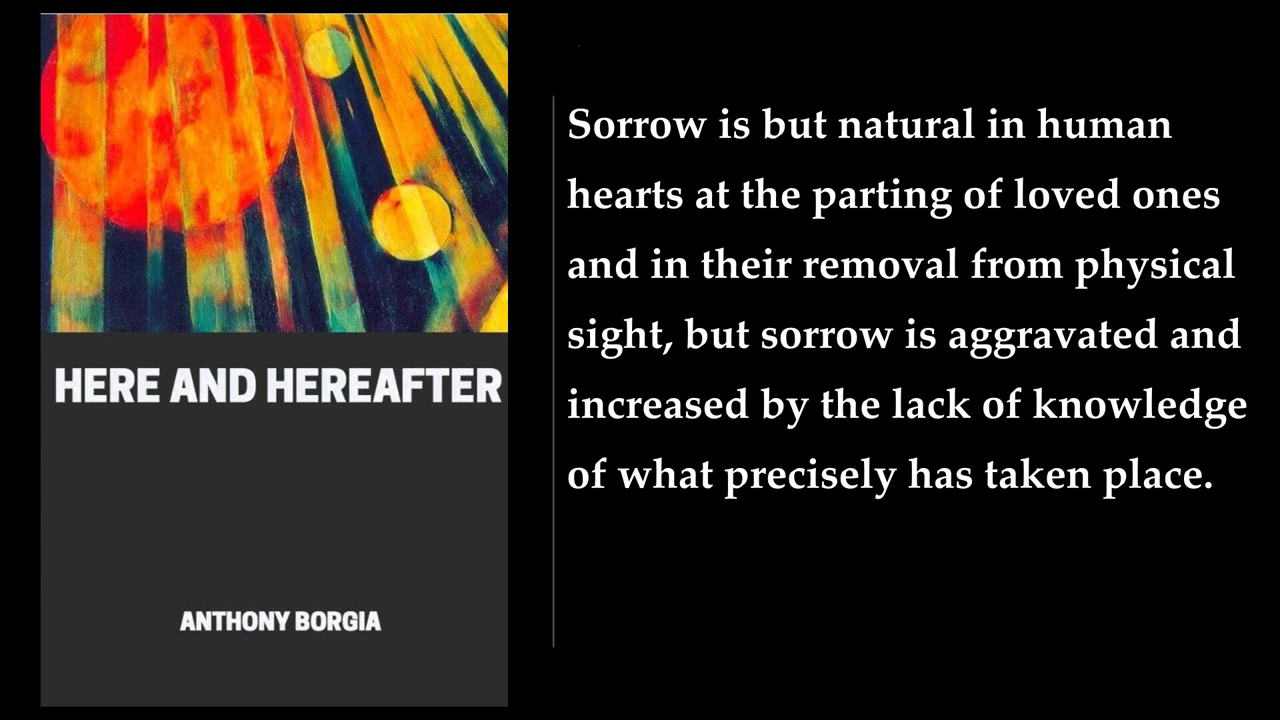 HERE AND HEREAFTER
ANTHONY BORGIA
Sorrow is but natural in human
hearts at the parting of loved ones
and in their removal from physical
sight, but sorrow is aggravated and
increased by the lack of knowledge
of what precisely has taken place.